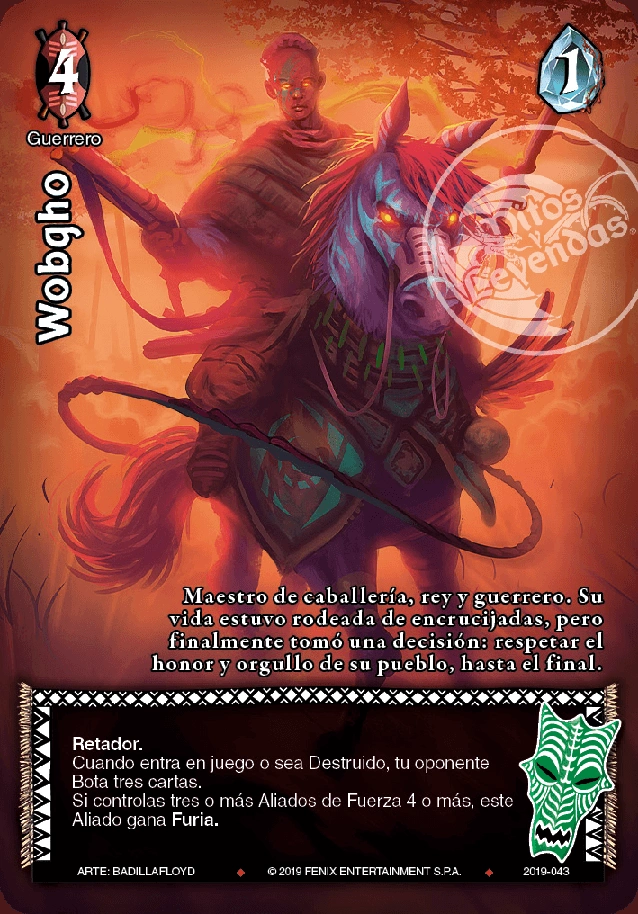 4
1
Guerrero
Wobgho
mitos
y
Leyendas®
Maestro de caballería, rey y guerrero. Su
vida estuvo rodeada de encrucijadas, pero
finalmente tomó una decisión: respetar el
honor y orgullo de su pueblo, hasta el final.
Retador.
Cuando entra en juego o sea Destruido, tu oponente
Bota tres cartas.
Si controlas tres o más Aliados de Fuerza 4 o más, este
Aliado gana Furia.
ARTE: BADILLAFLOYD ♦ © 2019 FENIX ENTERTAINMENT S.P.A. ♦ 2019-043